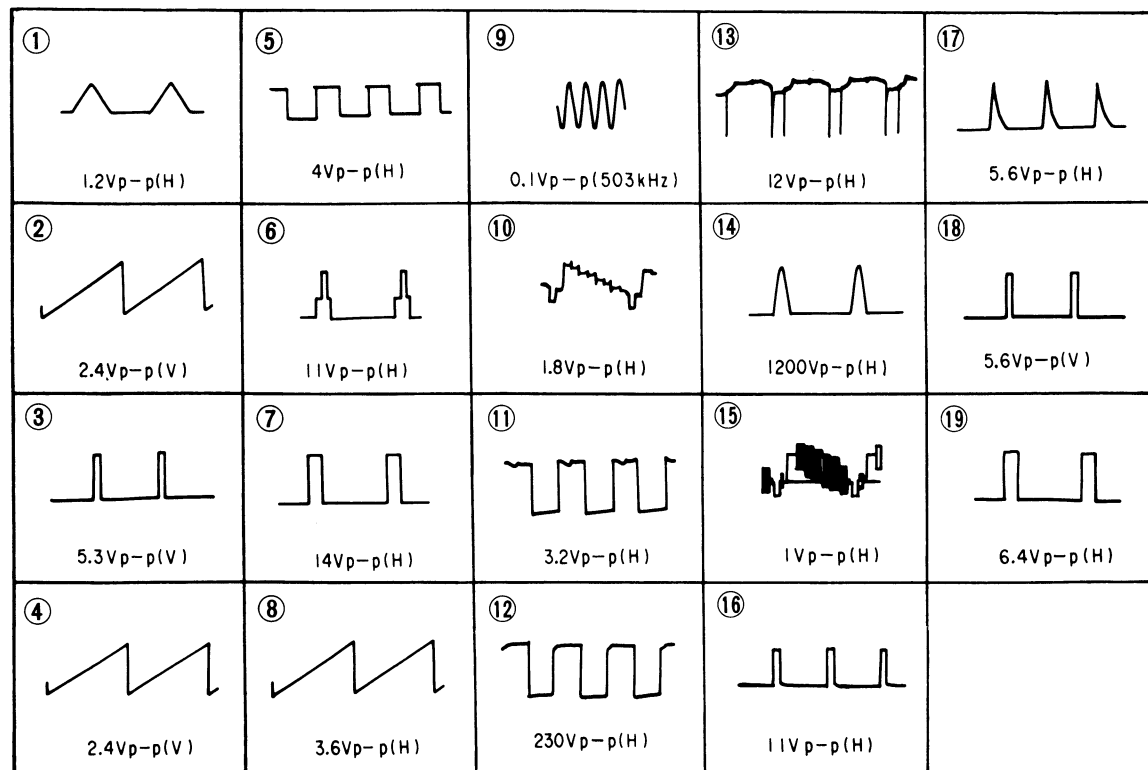 ①
1.2Vp-p(H)
②
2.4Vp-p(V)
③
5.3Vp-p(V)
④
2.4Vp-p(V)
⑤
4Vp-p(H)
⑥
11Vp-p(H)
⑦
14Vp-p(H)
⑧
3.6Vp-p(H)
⑨
0.1Vp-p(503kHz)
⑩
1.8Vp-p(H)
⑪
3.2Vp-p(H)
⑫
230Vp-p(H)
⑬
12Vp-p(H)
⑭
1200Vp-p(H)
⑮
1Vp-p(H)
⑯
11Vp-p(H)
⑰
5.6Vp-p(H)
⑱
5.6Vp-p(V)
⑲
6.4Vp-p(H)